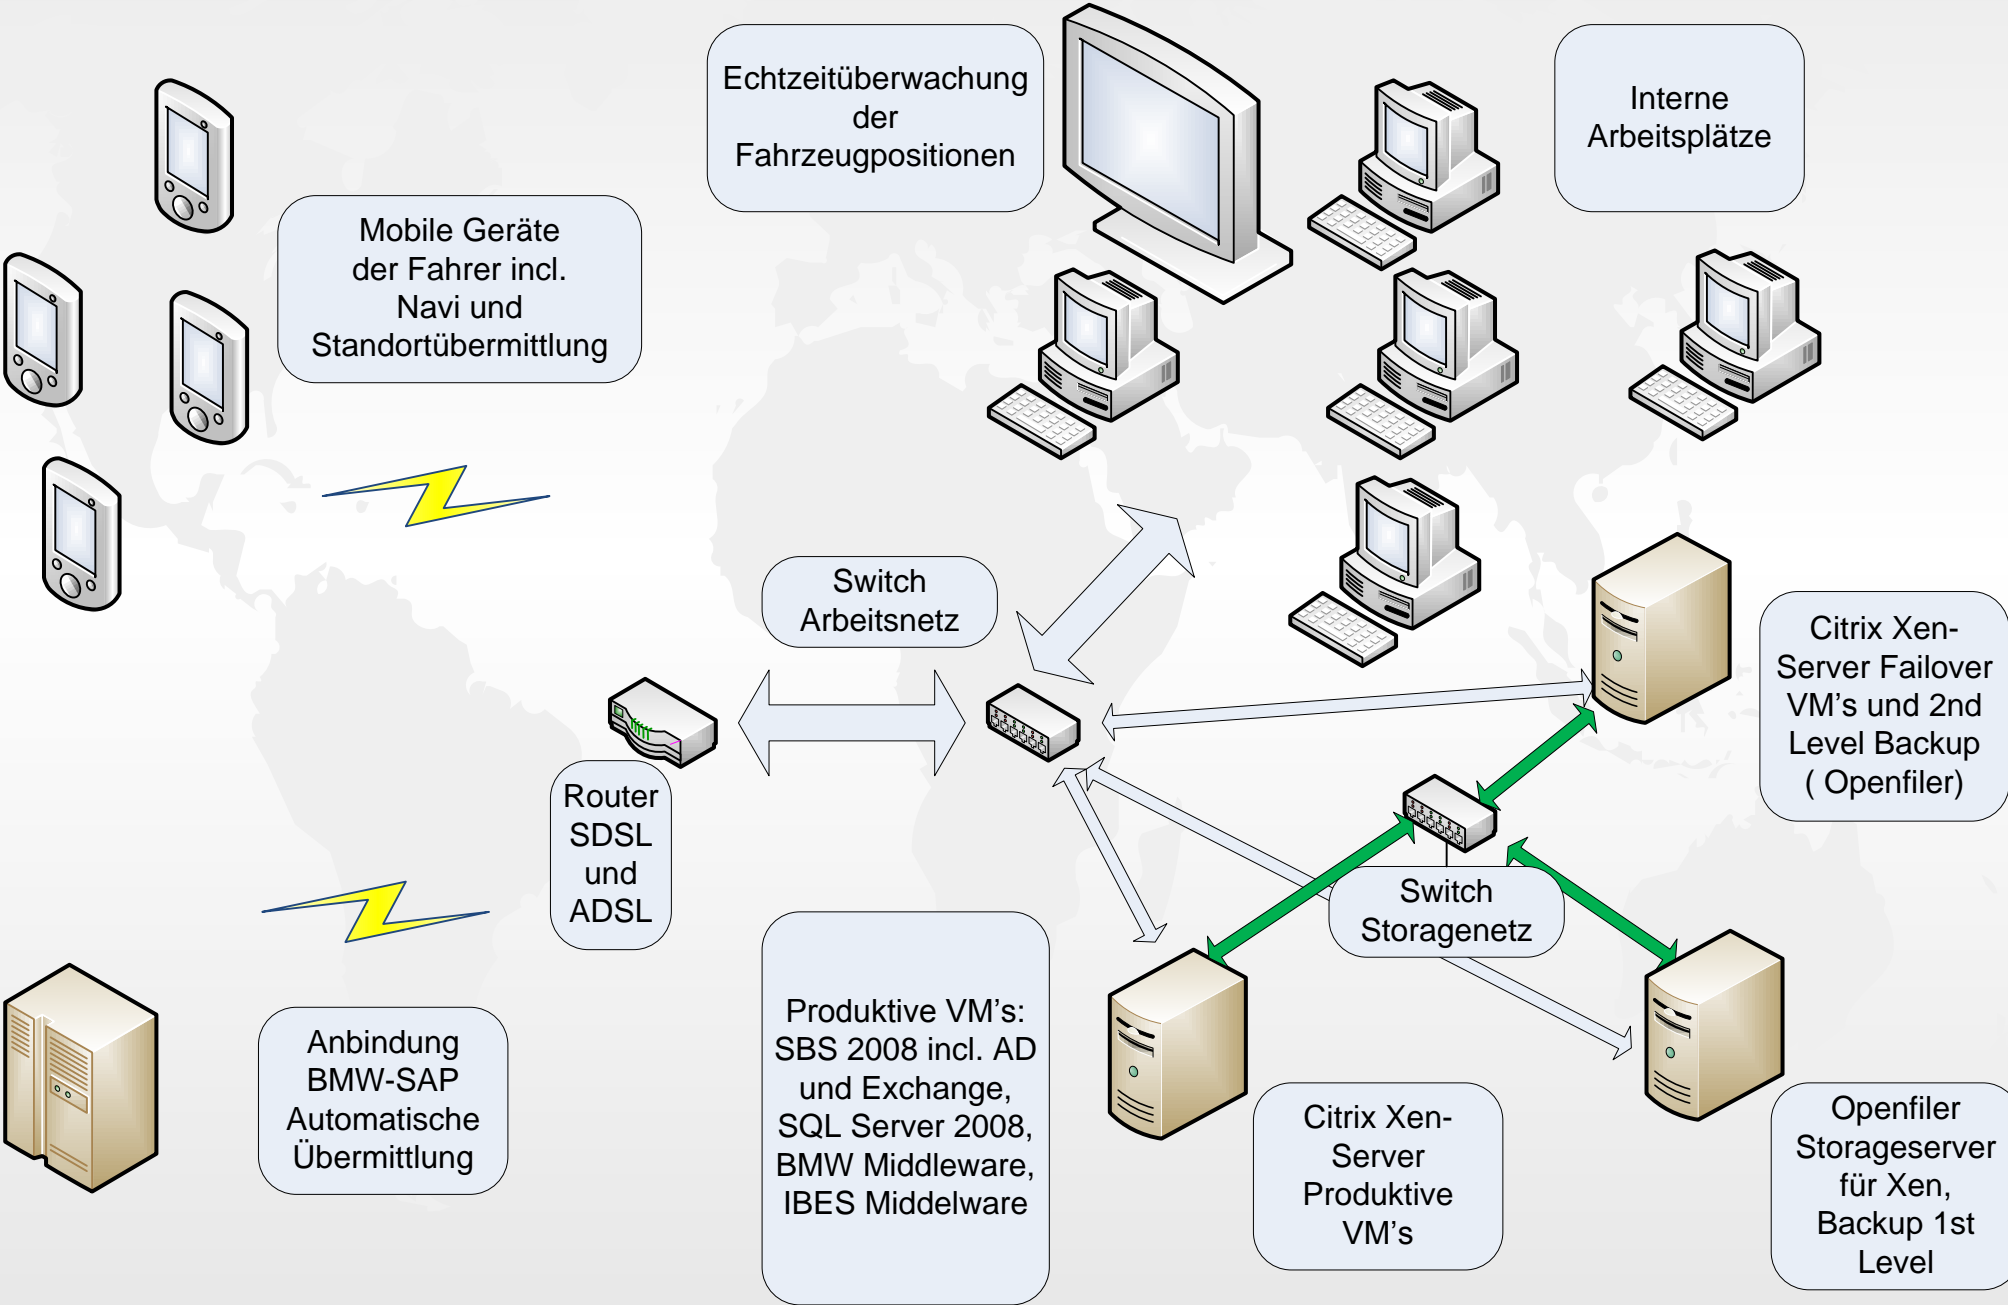 Echtzeitüberwachung
der
Fahrzeugpositionen
Interne
Arbeitsplätze
Mobile Geräte
der Fahrer incl.
Navi und
Standortübermittlung
Switch
Arbeitsnetz
Citrix Xen-
Server Failover
VM's und 2nd
Level Backup
( Openfiler)
Router
SDSL
und
ADSL
Switch
Storagenetz
Anbindung
BMW-SAP
Automatische
Übermittlung
Produktive VM's:
SBS 2008 incl. AD
und Exchange,
SQL Server 2008,
BMW Middleware,
IBES Middelware
Citrix Xen-
Server
Produktive
VM's
Openfiler
Storageserver
für Xen,
Backup 1st
Level